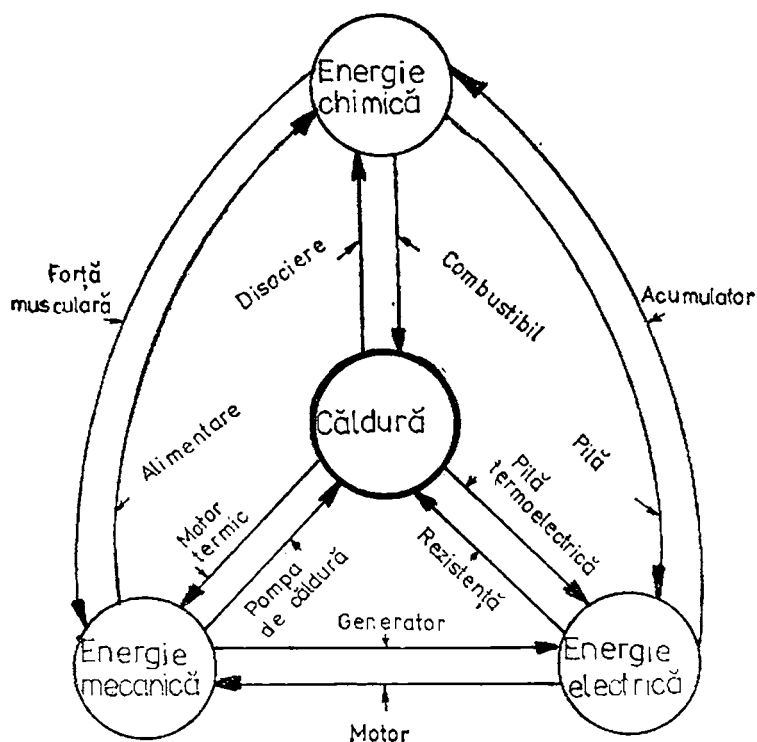 Energie
chimică
Disociere
Combustibil
Forță
musculară
Acumulator
Căldură
Alimentare
Pilă
Motor
termic
Pompa
de căldură
Pilă
termoelectrică
Rezistență
Generator
Energie
mecanică
Energie
electrică
Motor